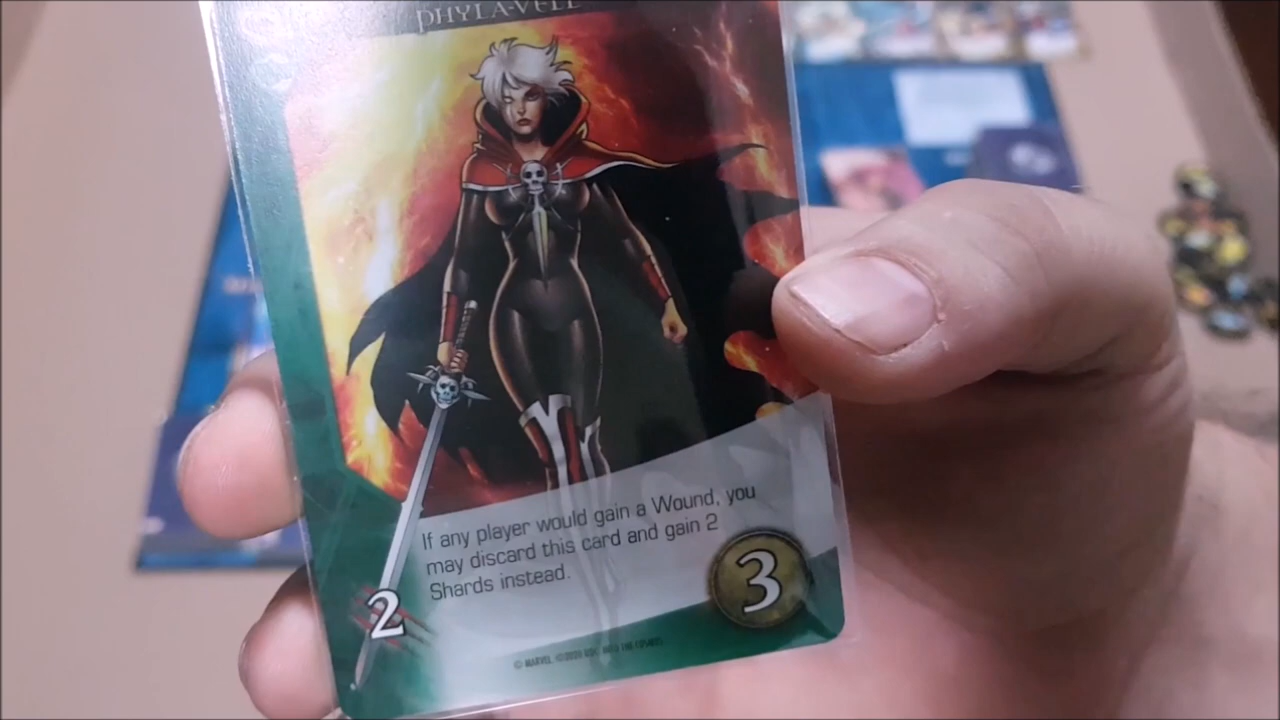 PHYLA-VELL
If any player would gain a Wound, you
may discard this card and gain 2
Shards instead.
2
3
© MARVEL